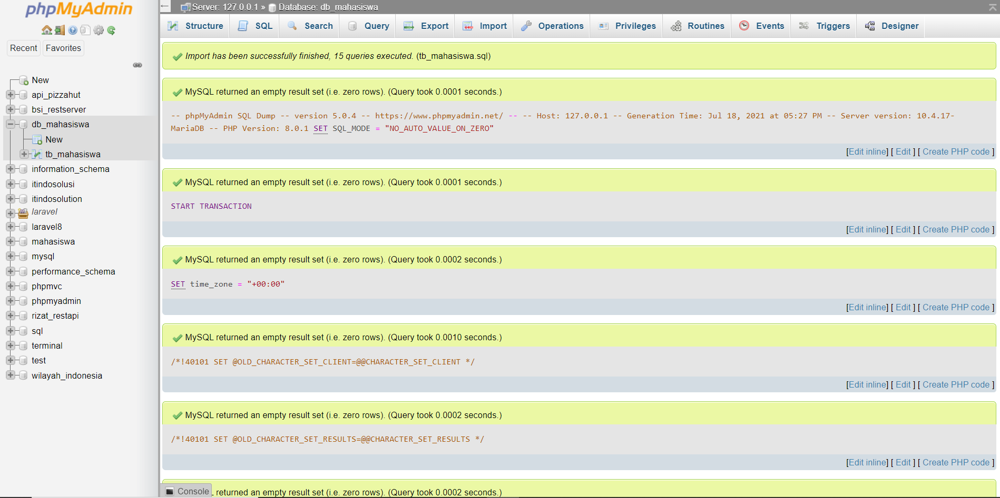 phpMyAdmin
Recent Favorites
New
api_pizzahut
bsi_restserver
db_mahasiswa
New
tb_mahasiswa
information_schema
itindosolusi
itindosolution
laravel
laravel8
mahasiswa
mysql
performance_schema
phpmvc
phpmyadmin
rizat_restapi
sql
terminal
test
wilayah_indonesia
Server: 127.0.0.1 » Database: db_mahasiswa
Structure SQL Search Query Export Import Operations Privileges Routines Events Triggers Designer
Import has been successfully finished, 15 queries executed. (tb_mahasiswa.sql)
MySQL returned an empty result set (i.e. zero rows). (Query took 0.0001 seconds.)
-- phpMyAdmin SQL Dump -- version 5.0.4 -- https://www.phpmyadmin.net/ -- -- Host: 127.0.0.1 -- Generation Time: Jul 18, 2021 at 05:27 PM -- Server version: 10.4.17-
MariaDB -- PHP Version: 8.0.1 SET SQL_MODE = "NO_AUTO_VALUE_ON_ZERO"
[Edit inline] [ Edit ] [ Create PHP code ]
MySQL returned an empty result set (i.e. zero rows). (Query took 0.0001 seconds.)
START TRANSACTION
[Edit inline] [ Edit ] [ Create PHP code ]
MySQL returned an empty result set (i.e. zero rows). (Query took 0.0002 seconds.)
SET time_zone = "+00:00"
[Edit inline] [ Edit ] [ Create PHP code ]
MySQL returned an empty result set (i.e. zero rows). (Query took 0.0010 seconds.)
/*!40101 SET @OLD_CHARACTER_SET_CLIENT=@@CHARACTER_SET_CLIENT */
[Edit inline] [ Edit ] [ Create PHP code ]
MySQL returned an empty result set (i.e. zero rows). (Query took 0.0002 seconds.)
/*!40101 SET @OLD_CHARACTER_SET_RESULTS=@@CHARACTER_SET_RESULTS */
[Edit inline] [ Edit ] [ Create PHP code ]
Console returned an empty result set (i.e. zero rows). (Query took 0.0002 seconds.)